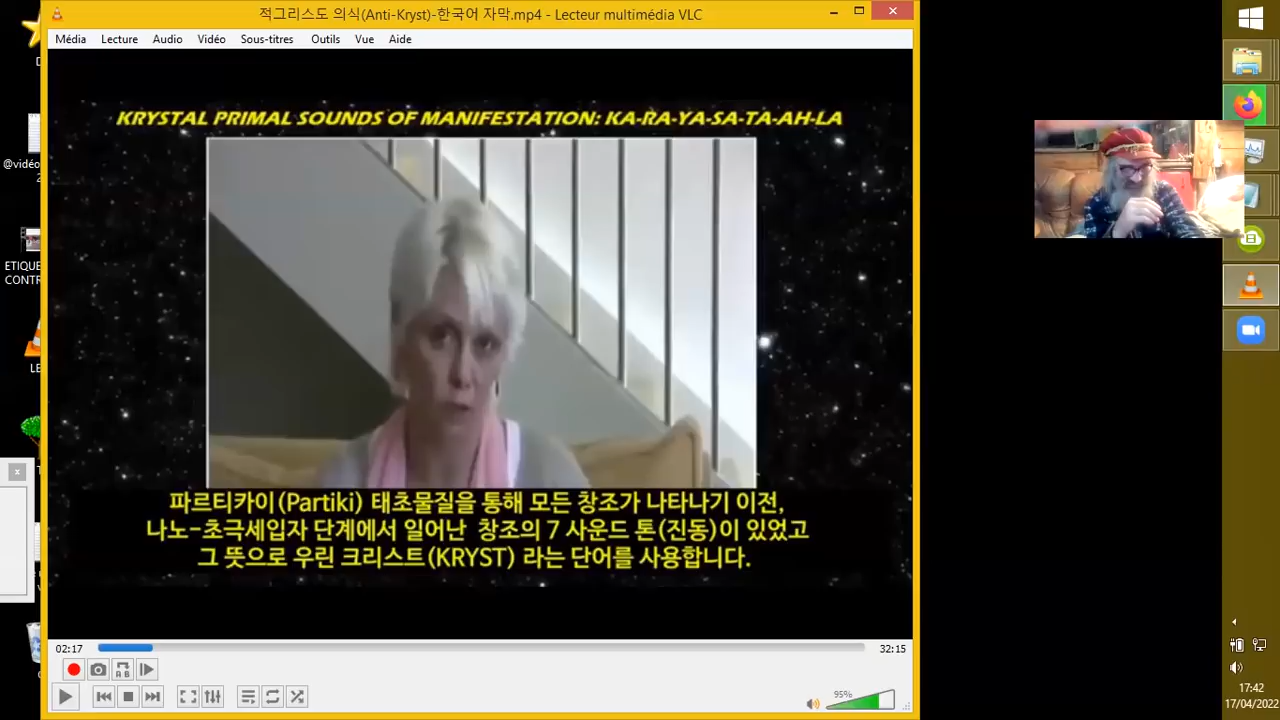 적그리스도 의식(Anti-Kryst)-한국어 자막.mp4 - Lecteur multimédia VLC
Média Lecture Audio Vidéo Sous-titres Outils Vue Aide
KRYSTAL PRIMAL SOUNDS OF MANIFESTATION: KA-RA-YA-SA-TA-AH-LA
@vidéo
2
ETIQUE
CONTR
LE
파르티카이(Partiki) 태초물질을 통해 모든 창조가 나타나기 이전,
나노-초극세입자 단계에서 일어난 창조의 7 사운드 톤(진동)이 있었고
그 뜻으로 우린 크리스트(KRYST) 라는 단어를 사용합니다.
02:17
32:15
A B
95%
17:42
17/04/2022